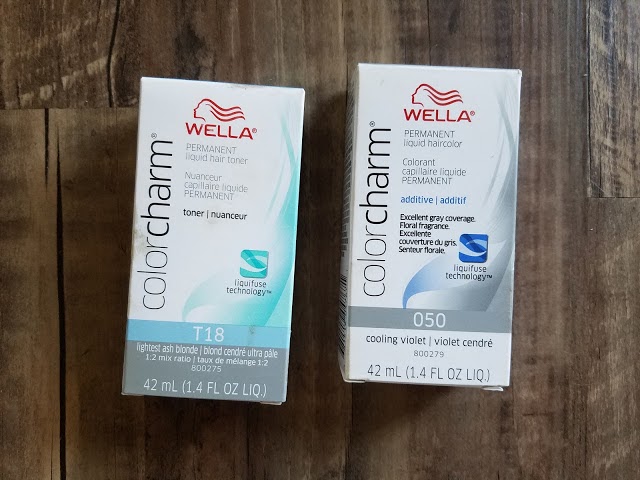 WELLA®
PERMANENT
liquid hair toner
Nuanceur
capillaire liquide
PERMANENT
toner | nuanceur
colorcharm®
liquifuse
technology™
T18
lightest ash blonde | blond cendré ultra pâle
1:2 mix ratio | taux de mélange 1:2
800275
42 mL (1.4 FL OZ LIQ.)
WELLA®
PERMANENT
liquid haircolor
Colorant
capillaire liquide
PERMANENT
additive | additif
Excellent gray coverage.
Floral fragrance.
Excellente
couverture du gris.
Senteur florale.
colorcharm®
liquifuse
technology™
050
cooling violet | violet cendré
800279
42 mL (1.4 FL OZ LIQ.)